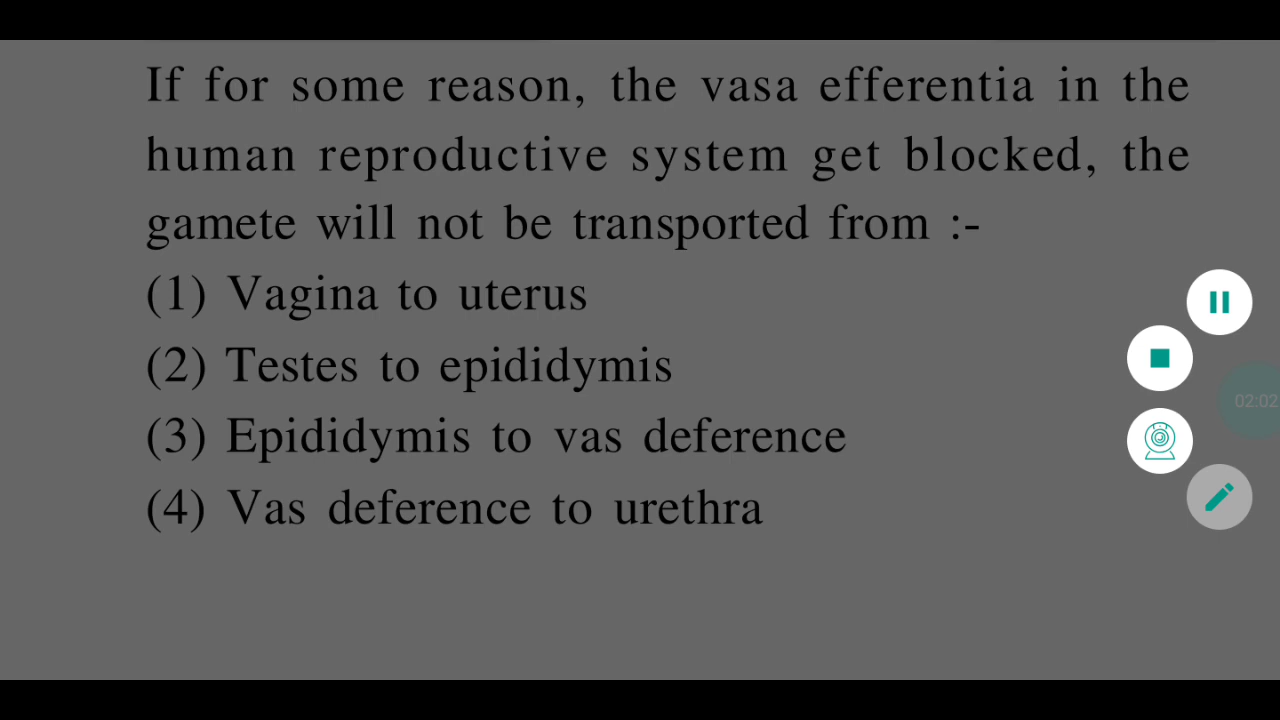 If for some reason, the vasa efferentia in the
human reproductive system get blocked, the
gamete will not be transported from :-
(1) Vagina to uterus
(2) Testes to epididymis
(3) Epididymis to vas deference
(4) Vas deference to urethra
02:02